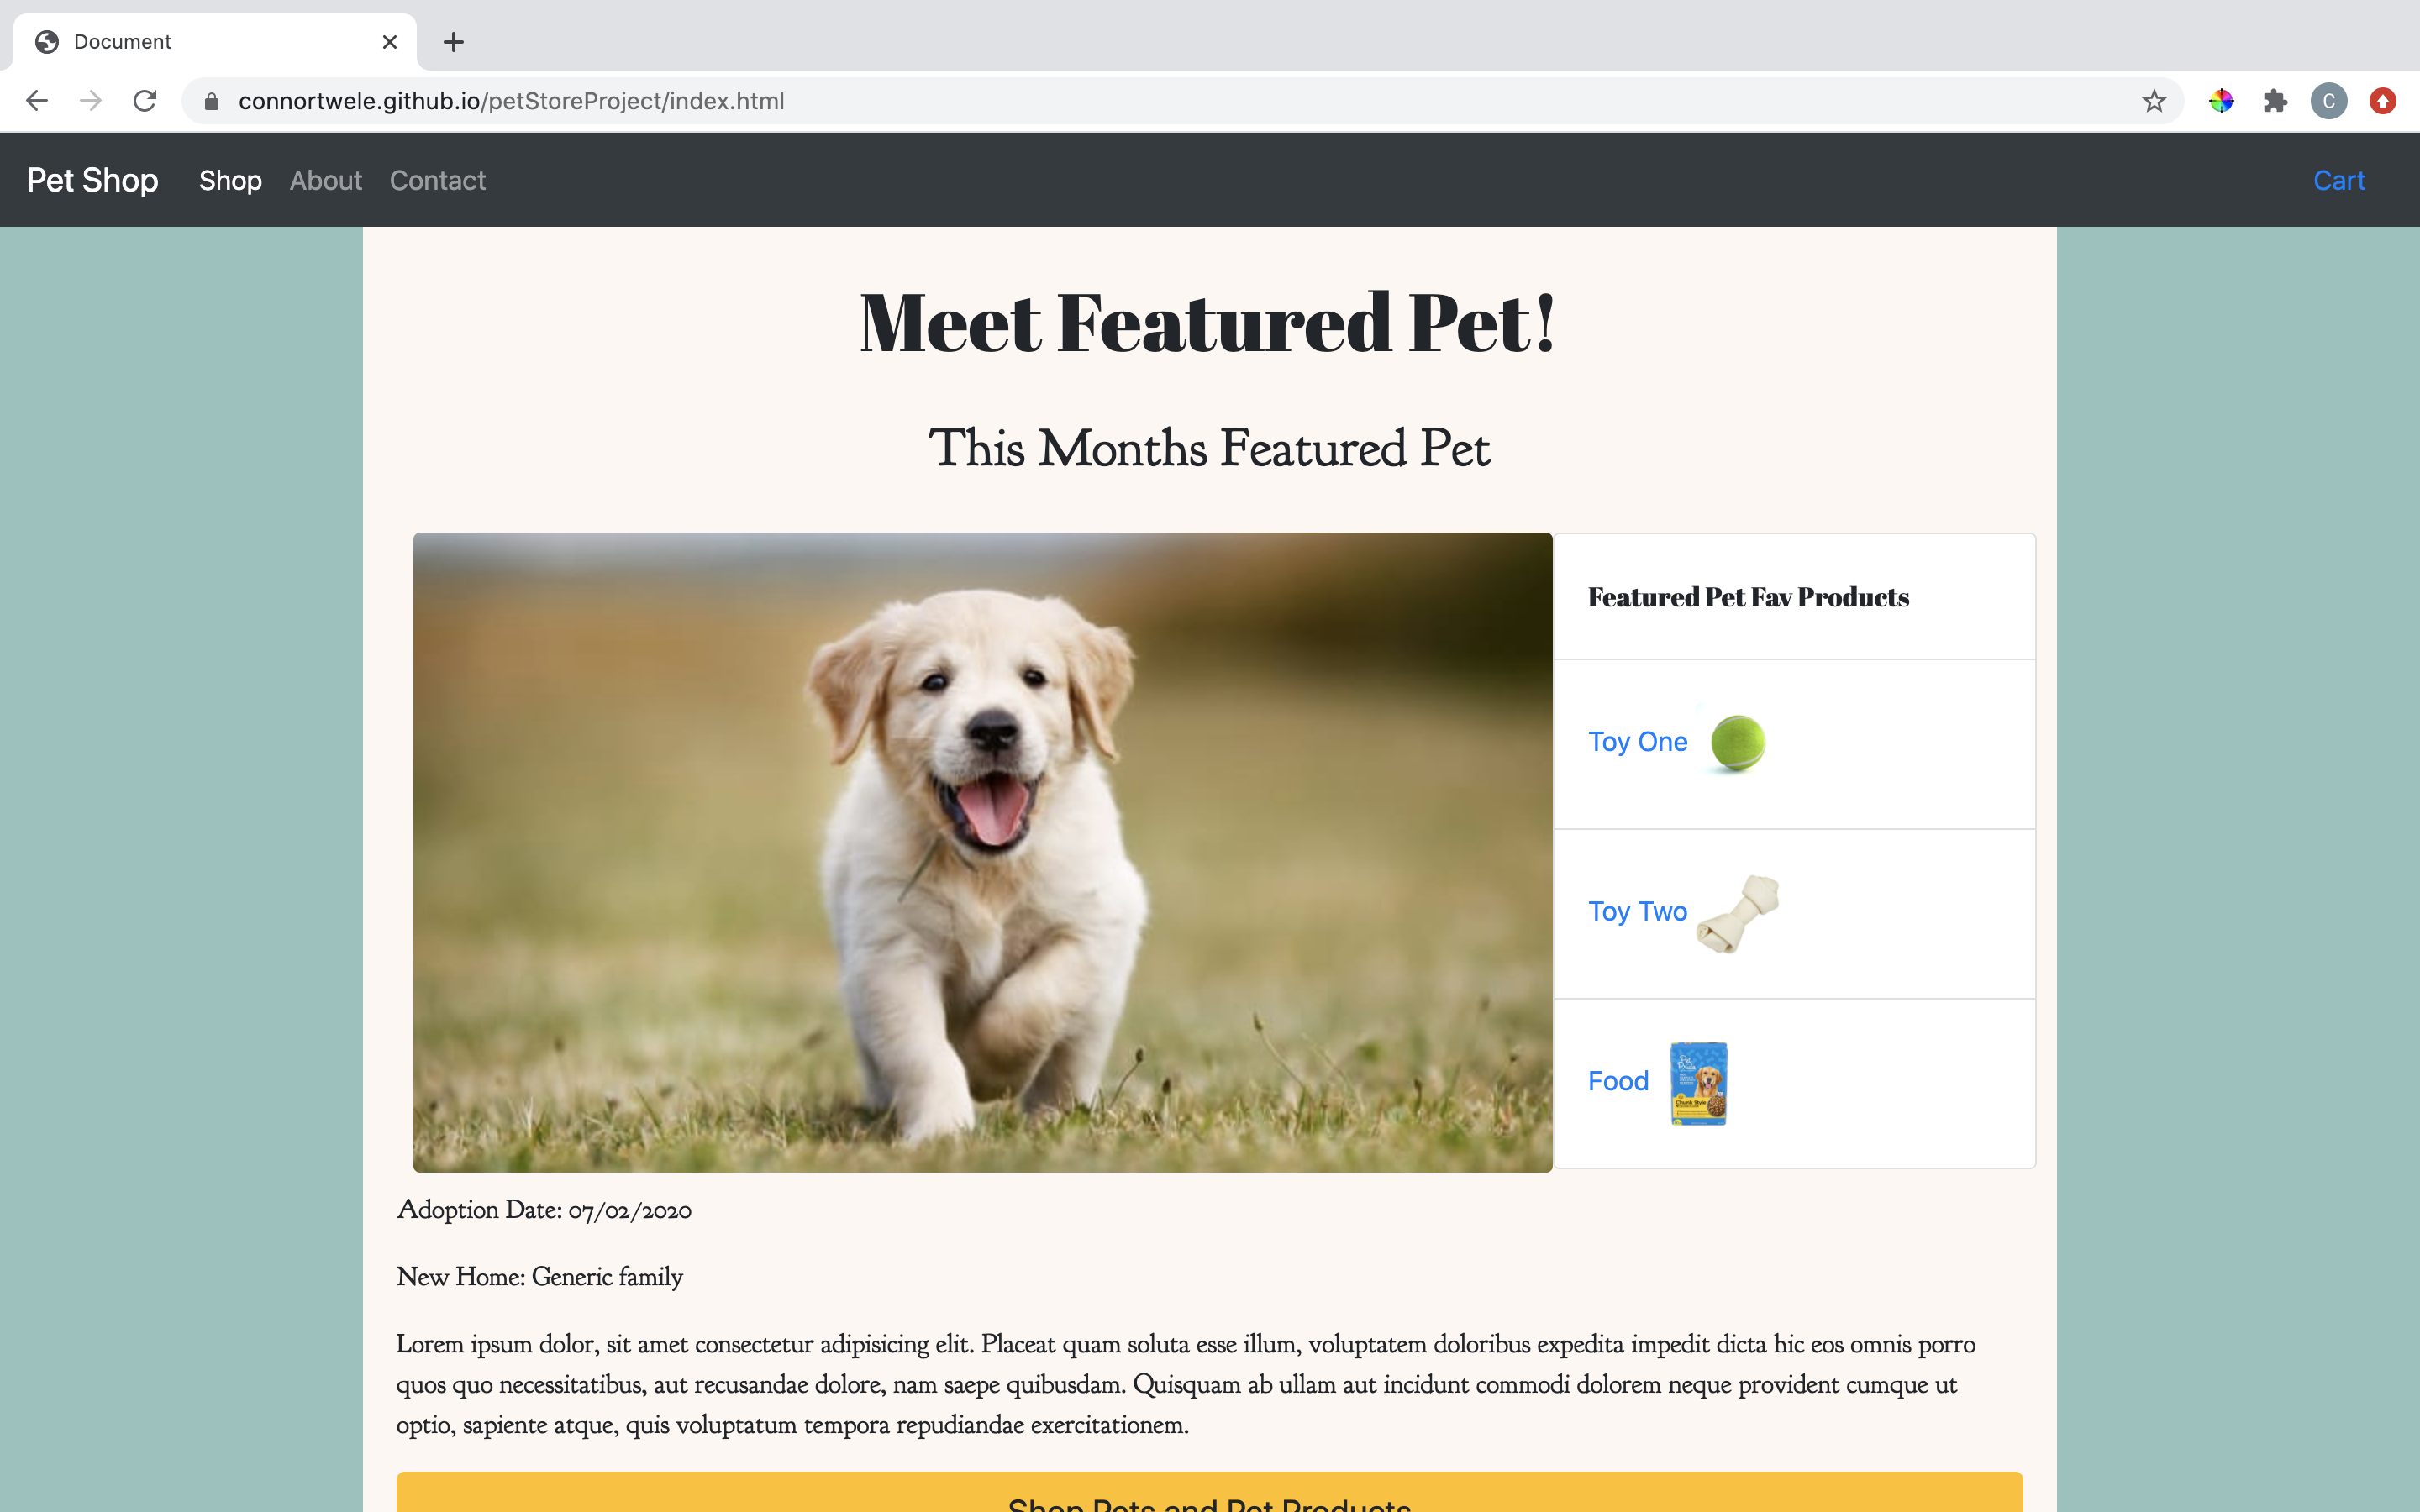 Document
connortwele.github.io/petStoreProject/index.html
C
Pet Shop
Shop
About
Contact
Cart
Meet Featured Pet!
This Months Featured Pet
Featured Pet Fav Products
Toy One
Toy Two
Food
Chunk Style
Adoption Date: 07/02/2020
New Home: Generic family
Lorem ipsum dolor, sit amet consectetur adipisicing elit. Placeat quam soluta esse illum, voluptatem doloribus expedita impedit dicta hic eos omnis porro
quos quo necessitatibus, aut recusandae dolore, nam saepe quibusdam. Quisquam ab ullam aut incidunt commodi dolorem neque provident cumque ut
optio, sapiente atque, quis voluptatum tempora repudiandae exercitationem.
Shop Pets and Pet Products